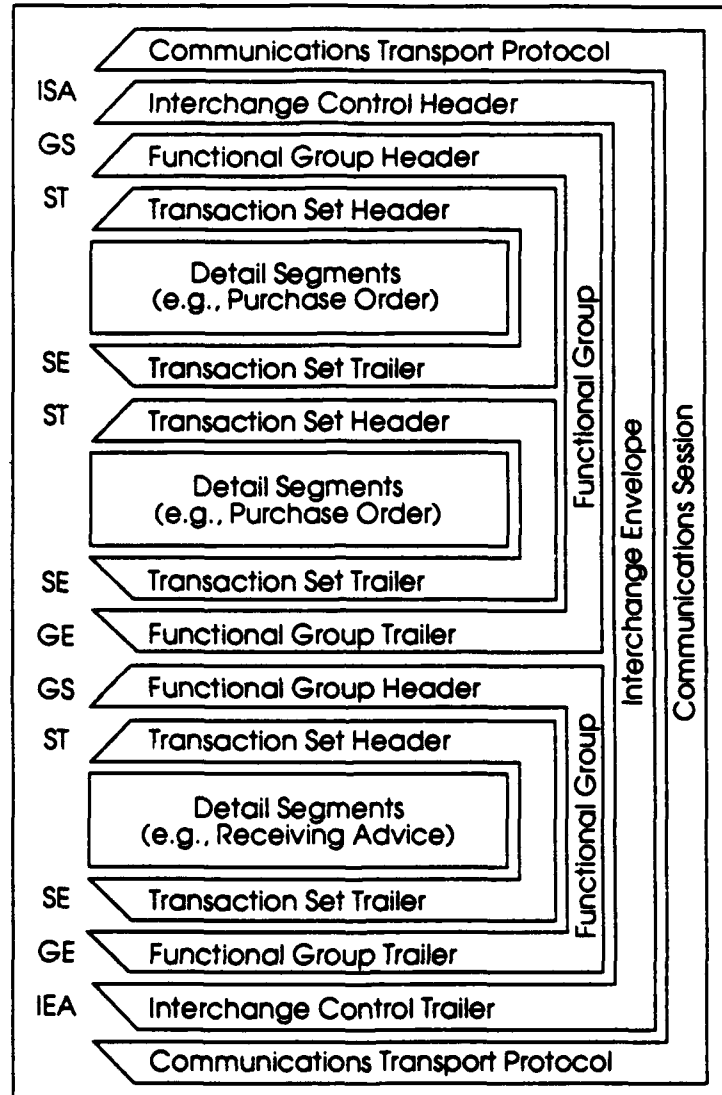 Communications Transport Protocol
ISA Interchange Control Header
GS Functional Group Header
ST Transaction Set Header
Detail Segments
(e.g., Purchase Order)
SE Transaction Set Trailer
ST Transaction Set Header
Detail Segments
(e.g., Purchase Order)
SE Transaction Set Trailer
GE Functional Group Trailer
Functional Group
GS Functional Group Header
ST Transaction Set Header
Detail Segments
(e.g., Receiving Advice)
SE Transaction Set Trailer
GE Functional Group Trailer
Functional Group
IEA Interchange Control Trailer
Interchange Envelope
Communications Transport Protocol
Communications Session